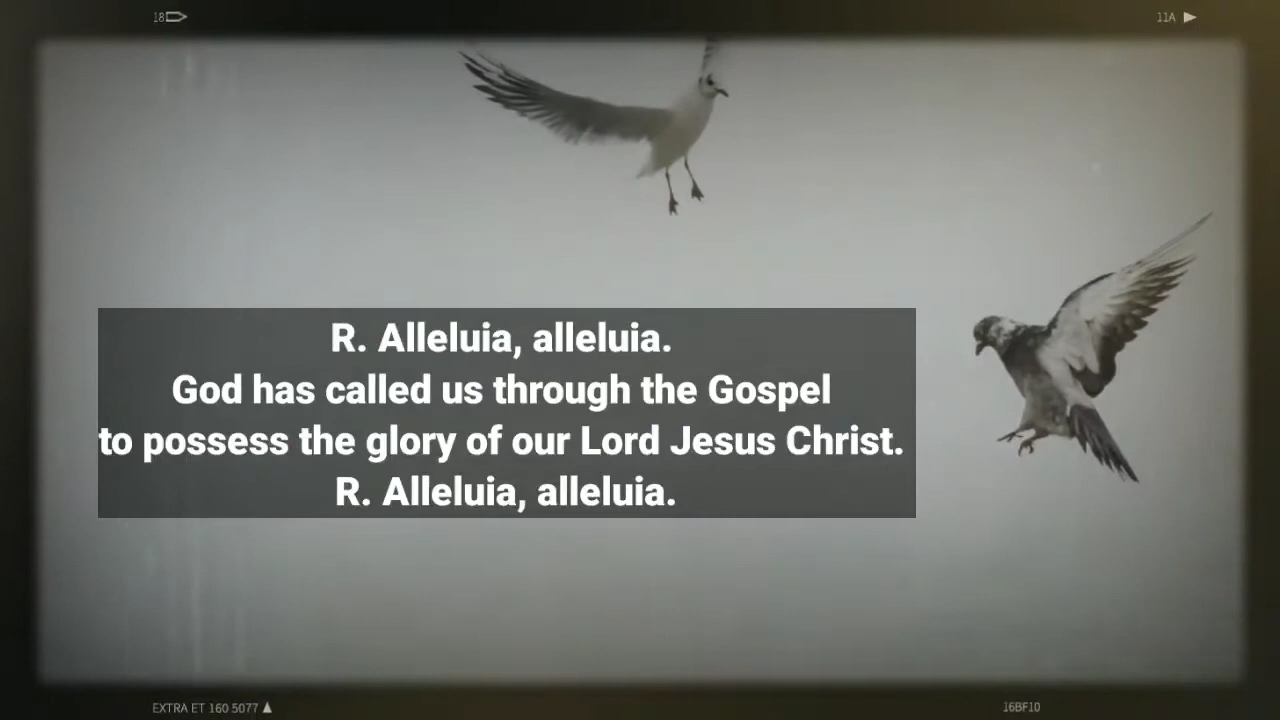 18
11A
R. Alleluia, alleluia.
God has called us through the Gospel
to possess the glory of our Lord Jesus Christ.
R. Alleluia, alleluia.
EXTRA ET 160 5077
16BF10